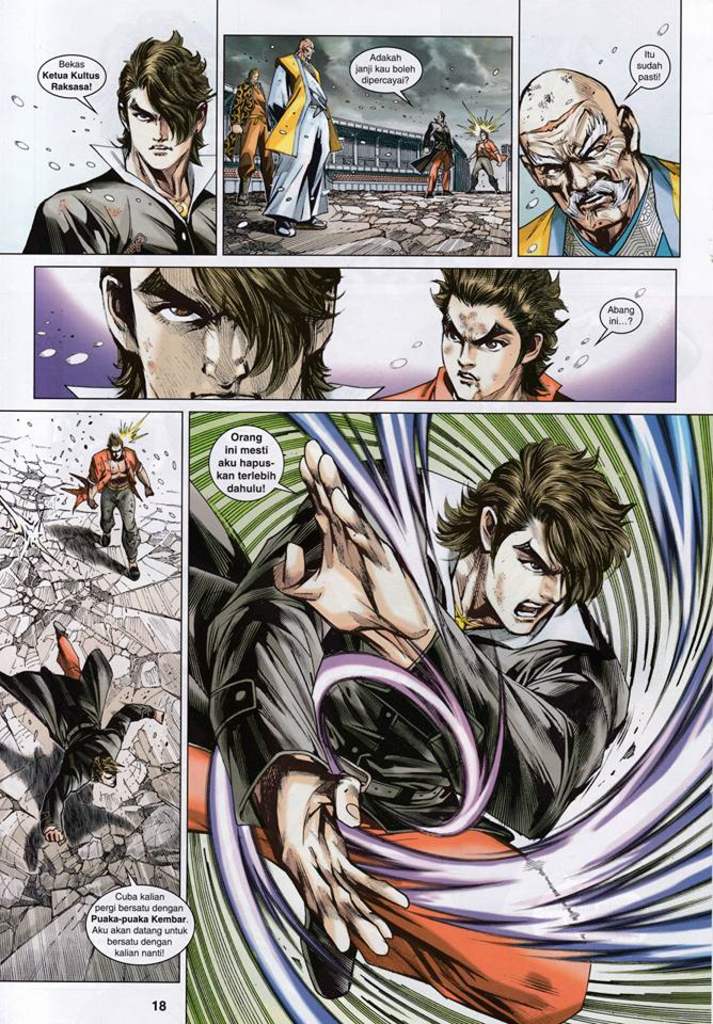 Bekas
Ketua Kultus
Raksasa!
Adakah
janji kau boleh
dipercayai?
Itu
sudah
pasti!
Abang
ini...?
Orang
ini mesti
aku hapus-
kan terlebih
dahulu!
Cuba kalian
pergi bersatu dengan
Puaka-puaka Kembar.
Aku akan datang untuk
bersatu dengan
kalian nanti!
18